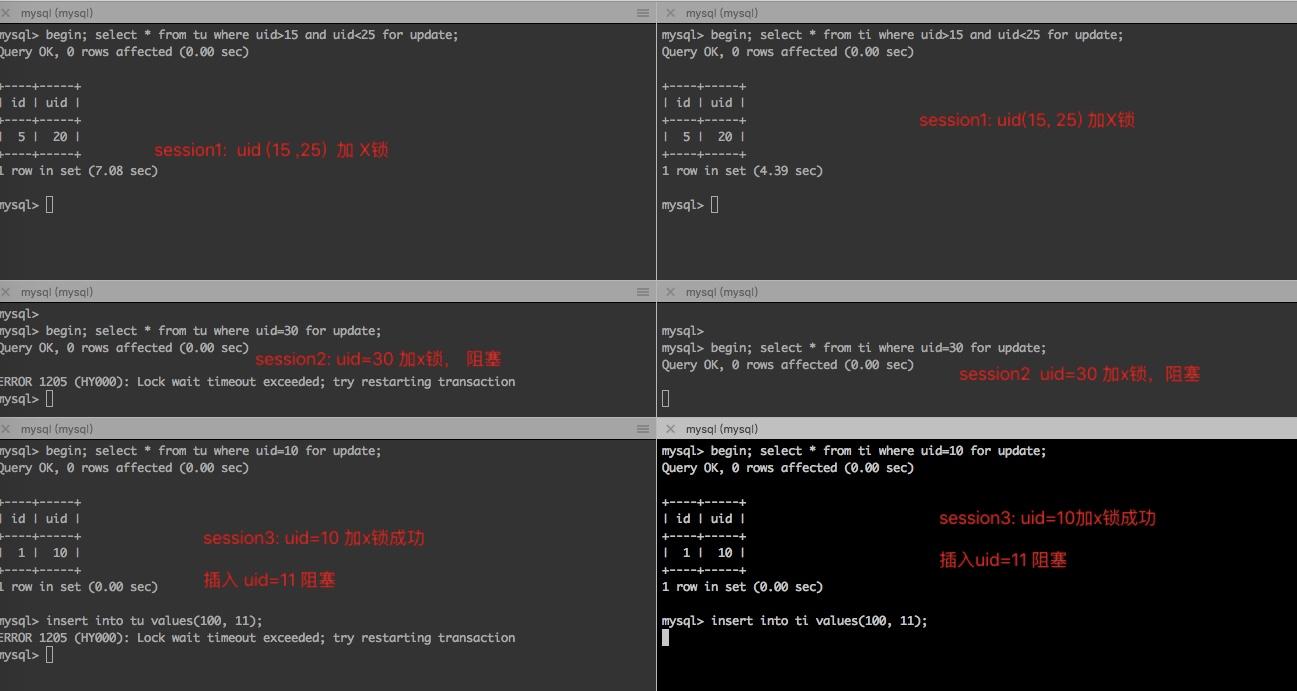 mysql (mysql)
mysql> begin; select * from tu where uid>15 and uid<25 for update;
Query OK, 0 rows affected (0.00 sec)
+----+-----+
| id | uid |
+----+-----+
| 5 | 20 |
+----+-----+
1 row in set (7.08 sec)
session1: uid (15 ,25) 加 X锁
mysql>
mysql (mysql)
mysql> begin; select * from ti where uid>15 and uid<25 for update;
Query OK, 0 rows affected (0.00 sec)
+----+-----+
| id | uid |
+----+-----+
| 5 | 20 |
+----+-----+
1 row in set (4.39 sec)
session1: uid(15, 25) 加X锁
mysql>
mysql (mysql)
mysql>
mysql> begin; select * from tu where uid=30 for update;
Query OK, 0 rows affected (0.00 sec)
session2: uid=30 加x锁， 阻塞
ERROR 1205 (HY000): Lock wait timeout exceeded; try restarting transaction
mysql>
mysql (mysql)
mysql>
mysql> begin; select * from ti where uid=30 for update;
Query OK, 0 rows affected (0.00 sec)
session2 uid=30 加x锁，阻塞
mysql (mysql)
mysql> begin; select * from tu where uid=10 for update;
Query OK, 0 rows affected (0.00 sec)
+----+-----+
| id | uid |
+----+-----+
| 1 | 10 |
+----+-----+
1 row in set (0.00 sec)
session3: uid=10 加x锁成功
插入 uid=11 阻塞
mysql> insert into tu values(100, 11);
ERROR 1205 (HY000): Lock wait timeout exceeded; try restarting transaction
mysql>
mysql (mysql)
mysql> begin; select * from ti where uid=10 for update;
Query OK, 0 rows affected (0.00 sec)
+----+-----+
| id | uid |
+----+-----+
| 1 | 10 |
+----+-----+
1 row in set (0.00 sec)
session3: uid=10加x锁成功
插入uid=11 阻塞
mysql> insert into ti values(100, 11);